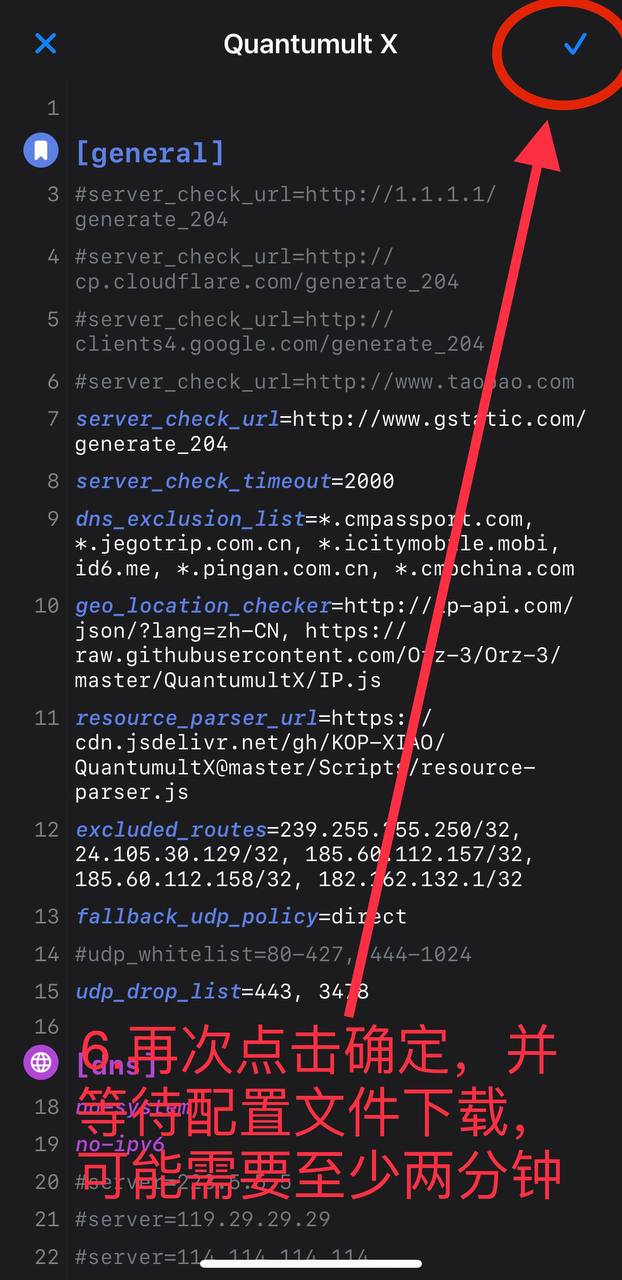 Quantumult X
1
[general]
3 #server_check_url=http://1.1.1.1/
generate_204
4 #server_check_url=http://
cp.cloudflare.com/generate_204
5 #server_check_url=http://
clients4.google.com/generate_204
6 #server_check_url=http://www.taobao.com
7 server_check_url=http://www.gstatic.com/
generate_204
8 server_check_timeout=2000
9 dns_exclusion_list=*.cmpassport.com,
*.jegotrip.com.cn, *.icitymobile.mobi,
id6.me, *.pingan.com.cn, *.cmbchina.com
10 geo_location_checker=http://ip-api.com/
json/?lang=zh-CN, https://
raw.githubusercontent.com/Orz-3/Orz-3/
master/QuantumultX/IP.js
11 resource_parser_url=https://
cdn.jsdelivr.net/gh/KOP-XIAO/
QuantumultX@master/Scripts/resource-
parser.js
12 excluded_routes=239.255.255.250/32,
24.105.30.129/32, 185.60.112.157/32,
185.60.112.158/32, 182.162.132.1/32
13 fallback_udp_policy=direct
14 #udp_whitelist=80-427, 444-1024
15 udp_drop_list=443, 3478
16
[dns]
6.再次点击确定，并
18 no-system
等待配置文件下载，
19 no-ipv6
可能需要至少两分钟
20 #server=223.5.5.5
21 #server=119.29.29.29
22 #server=114.114.114.114